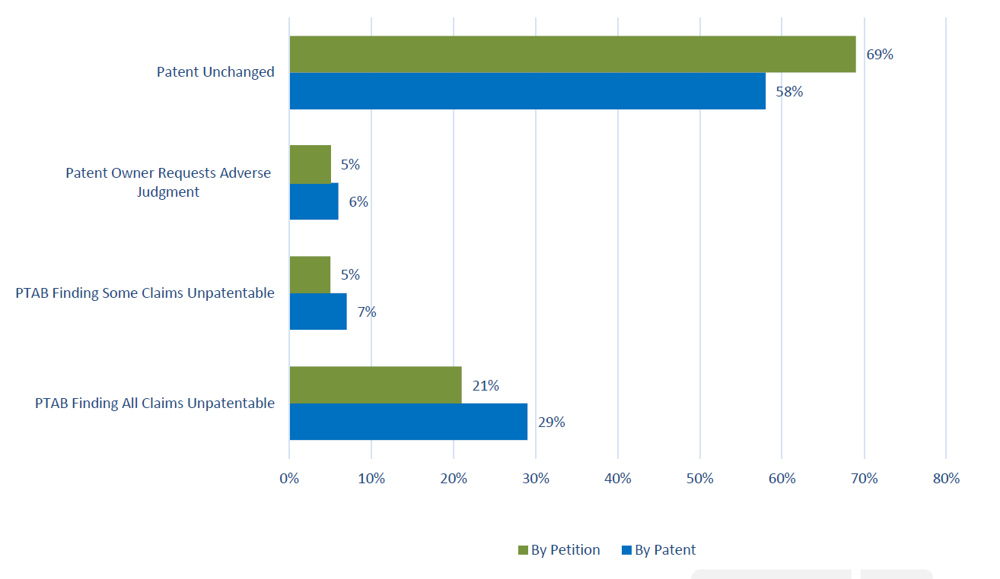 Patent Unchanged
69%
58%
Patent Owner Requests Adverse
Judgment
5%
6%
PTAB Finding Some Claims Unpatentable
5%
7%
PTAB Finding All Claims Unpatentable
21%
29%
0% 10% 20% 30% 40% 50% 60% 70% 80%
By Petition By Patent